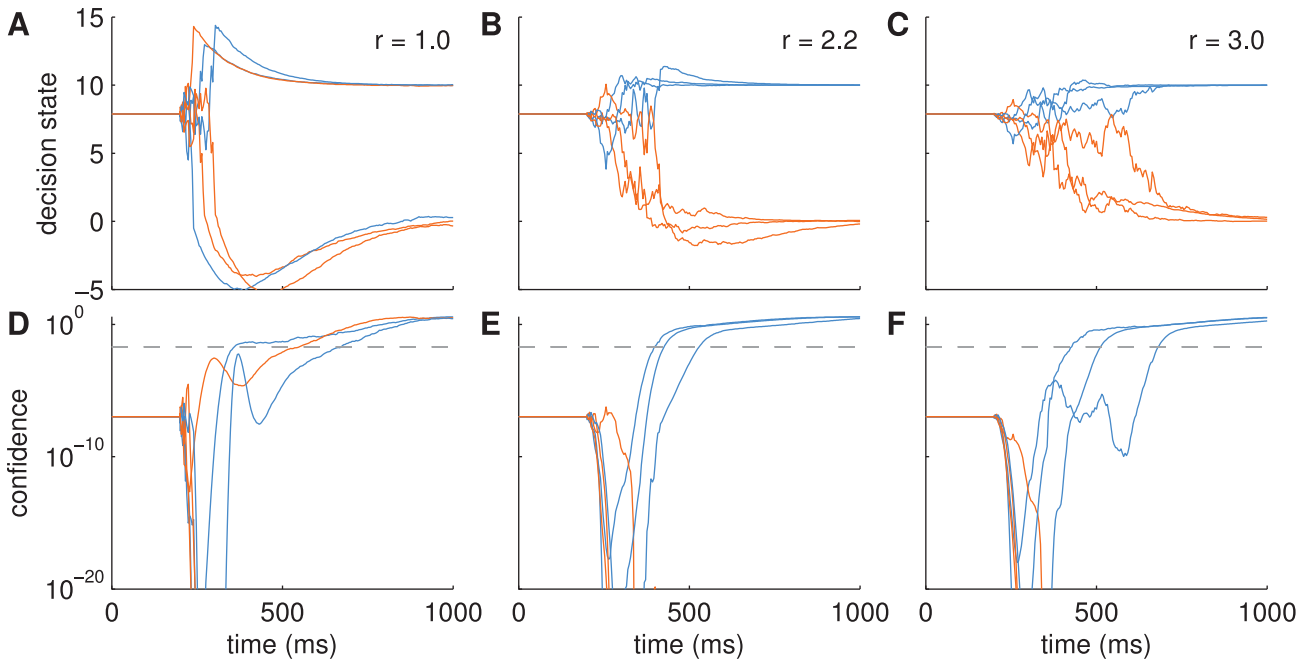 A
r = 1.0
B
r = 2.2
C
r = 3.0
decision state
15
10
5
0
−5
D
E
F
confidence
10^0
10^-10
10^-20
0
500
1000
0
500
1000
0
500
1000
time (ms)
time (ms)
time (ms)